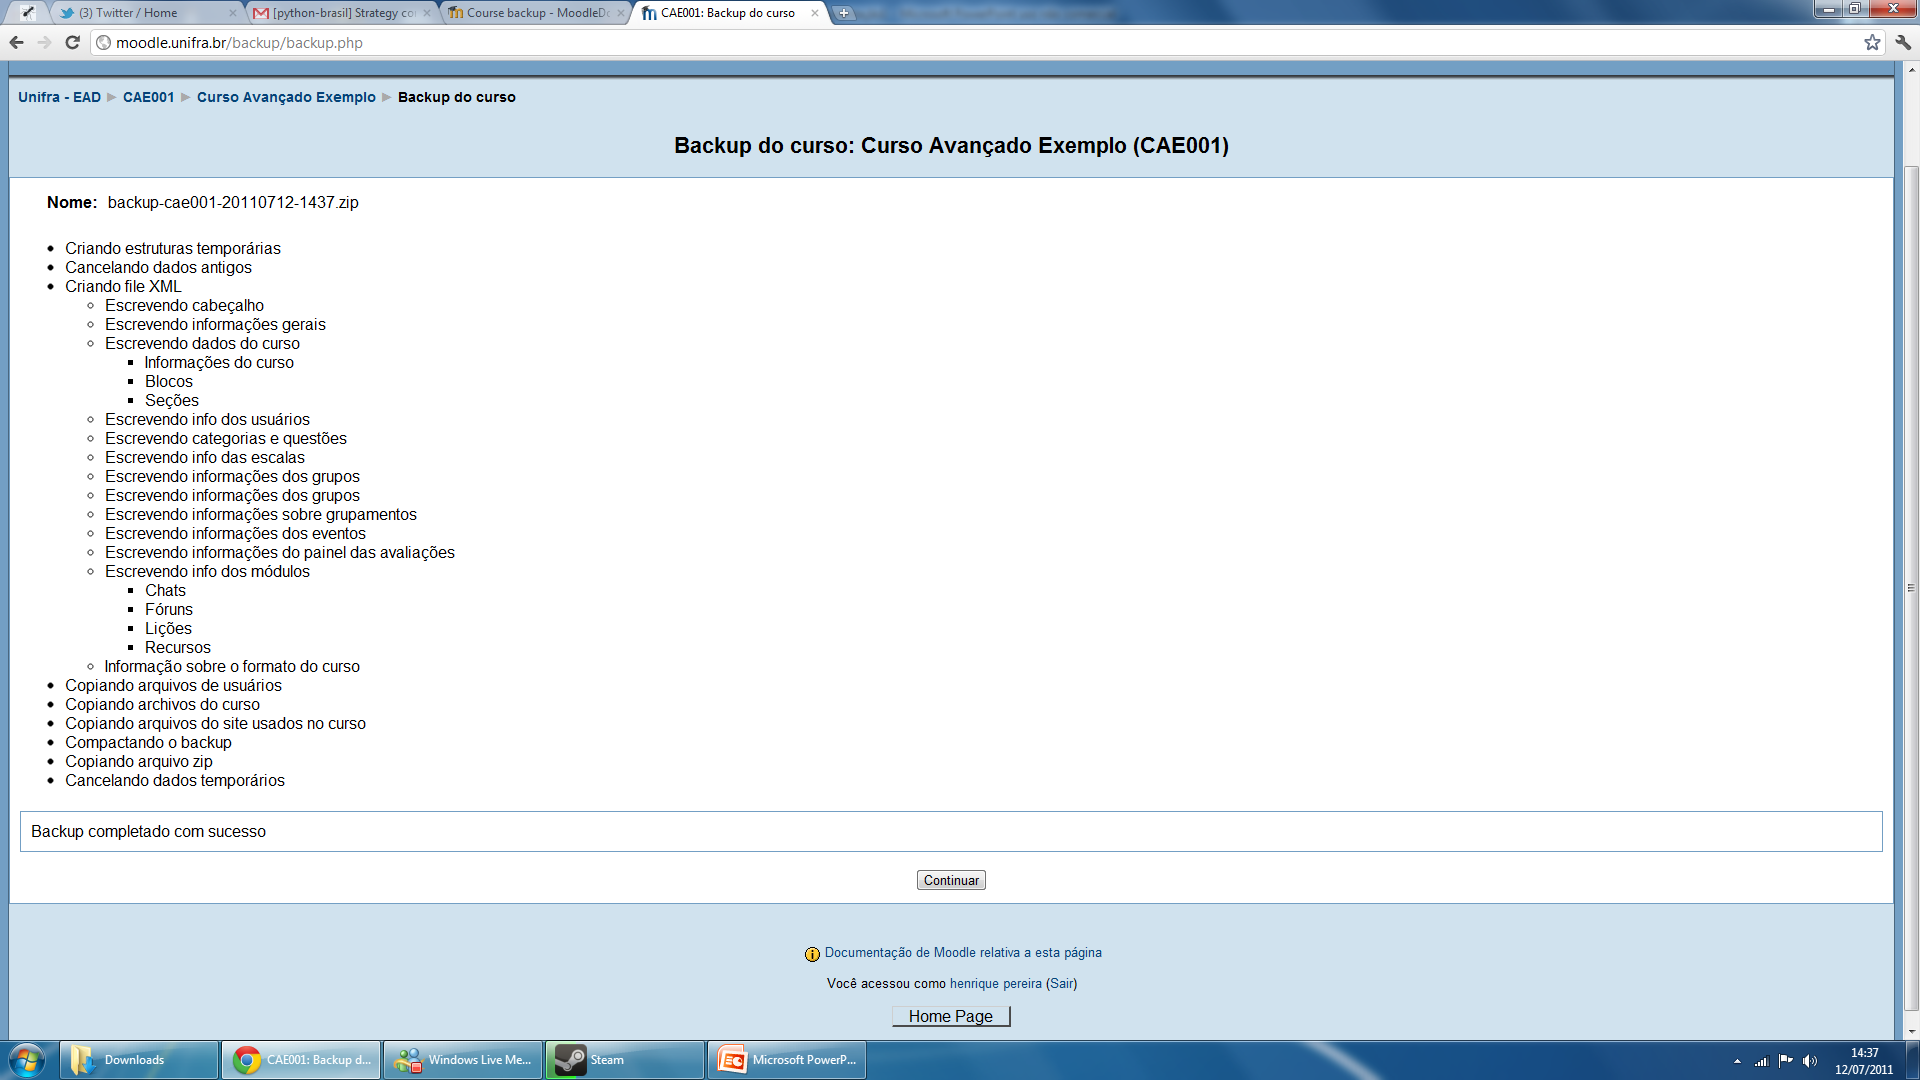 (3) Twitter / Home
[python-brasil] Strategy co
Course backup - MoodleDo
CAE001: Backup do curso
moodle.unifra.br/backup/backup.php
Unifra - EAD ► CAE001 ► Curso Avançado Exemplo ► Backup do curso
Backup do curso: Curso Avançado Exemplo (CAE001)
Nome: backup-cae001-20110712-1437.zip
Criando estruturas temporárias
Cancelando dados antigos
Criando file XML
Escrevendo cabeçalho
Escrevendo informações gerais
Escrevendo dados do curso
Informações do curso
Blocos
Seções
Escrevendo info dos usuários
Escrevendo categorias e questões
Escrevendo info das escalas
Escrevendo informações dos grupos
Escrevendo informações dos grupos
Escrevendo informações sobre grupamentos
Escrevendo informações dos eventos
Escrevendo informações do painel das avaliações
Escrevendo info dos módulos
Chats
Fóruns
Lições
Recursos
Informação sobre o formato do curso
Copiando arquivos de usuários
Copiando archivos do curso
Copiando arquivos do site usados no curso
Compactando o backup
Copiando arquivo zip
Cancelando dados temporários
Backup completado com sucesso
Continuar
Documentação de Moodle relativa a esta página
Você acessou como henrique pereira (Sair)
Home Page
Downloads
CAE001: Backup d...
Windows Live Me...
Steam
Microsoft PowerP...
14:37
12/07/2011